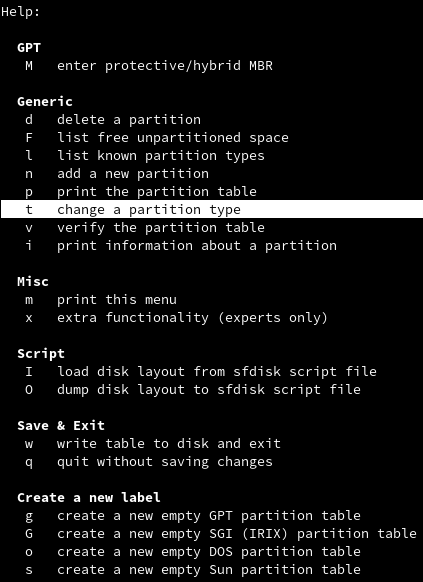 Help:
GPT
M enter protective/hybrid MBR
Generic
d delete a partition
F list free unpartitioned space
l list known partition types
n add a new partition
p print the partition table
t change a partition type
v verify the partition table
i print information about a partition
Misc
m print this menu
x extra functionality (experts only)
Script
I load disk layout from sfdisk script file
O dump disk layout to sfdisk script file
Save & Exit
w write table to disk and exit
q quit without saving changes
Create a new label
g create a new empty GPT partition table
G create a new empty SGI (IRIX) partition table
o create a new empty DOS partition table
s create a new empty Sun partition table